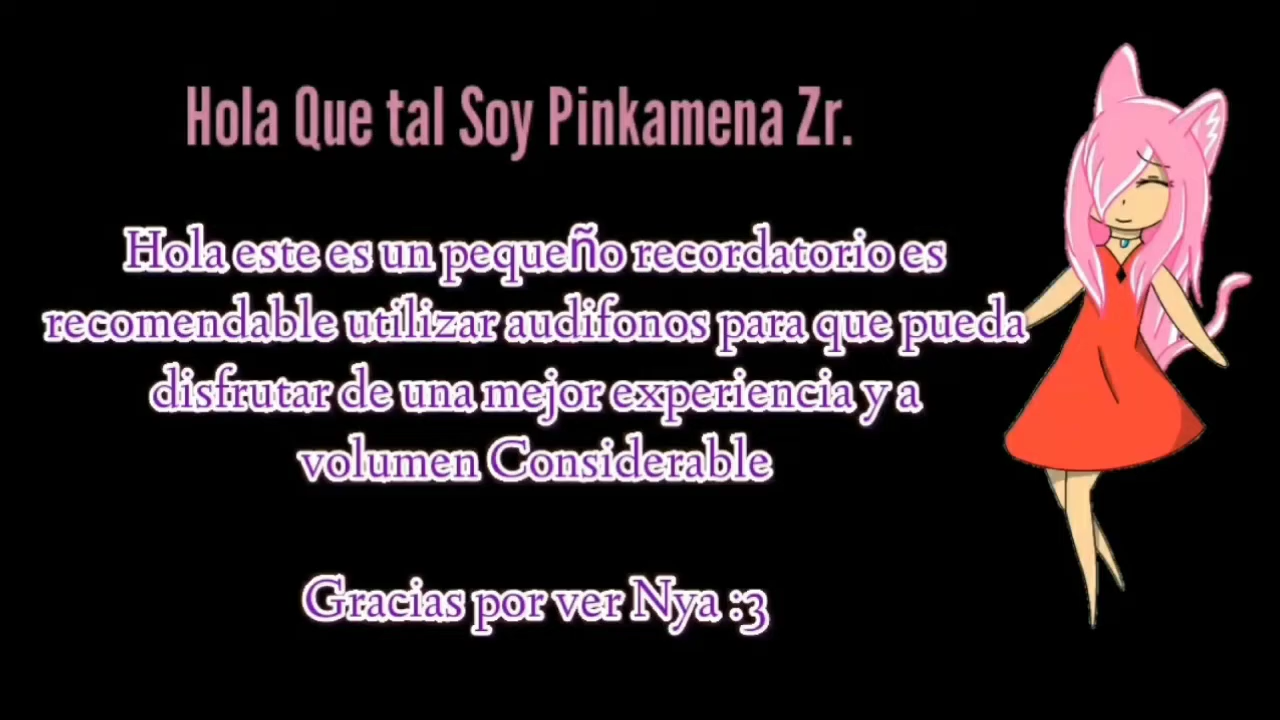 Hola Que tal Soy Pinkamena Zr.
Hola este es un pequeño recordatorio es
recomendable utilizar audifonos para que pueda
disfrutar de una mejor experiencia y a
volumen Considerable
Gracias por ver Nya :3